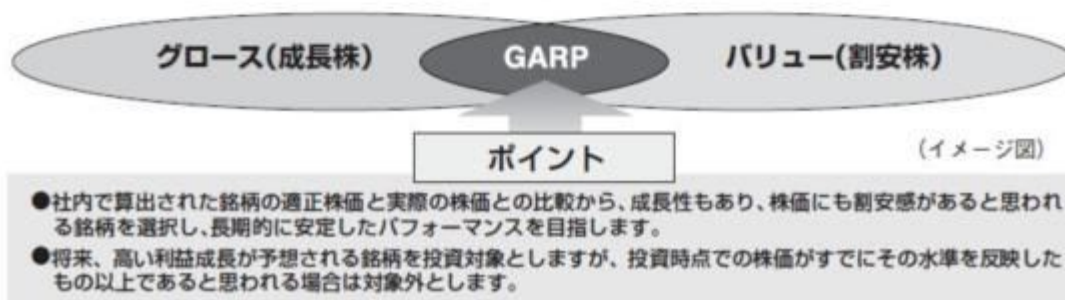 グロース(成長株)
GARP
バリュー(割安株)
ポイント
(イメージ図)
●社内で算出された銘柄の適正株価と実際の株価との比較から、成長性もあり、株価にも割安感があると思われ
る銘柄を選択し、長期的に安定したパフォーマンスを目指します。
●将来、高い利益成長が予想される銘柄を投資対象としますが、投資時点での株価がすでにその水準を反映した
もの以上であると思われる場合は対象外とします。